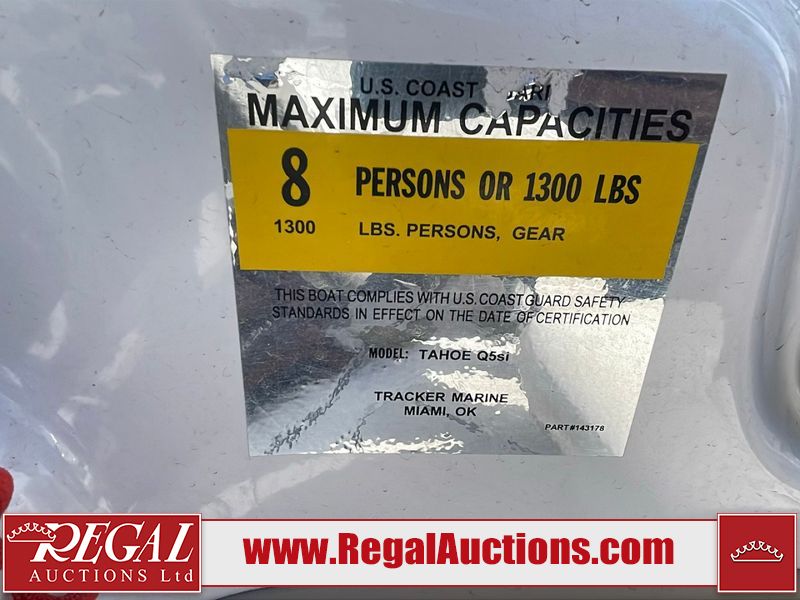 U.S. COAST
MAXIMUM CAPACITIES
8 PERSONS OR 1300 LBS
1300 LBS. PERSONS, GEAR
THIS BOAT COMPLIES WITH U.S. COAST GUARD SAFETY
STANDARDS IN EFFECT ON THE DATE OF CERTIFICATION
MODEL: TAHOE Q5si
TRACKER MARINE
MIAMI, OK
PART#143178
REGAL
AUCTIONS Ltd
www.RegalAuctions.com